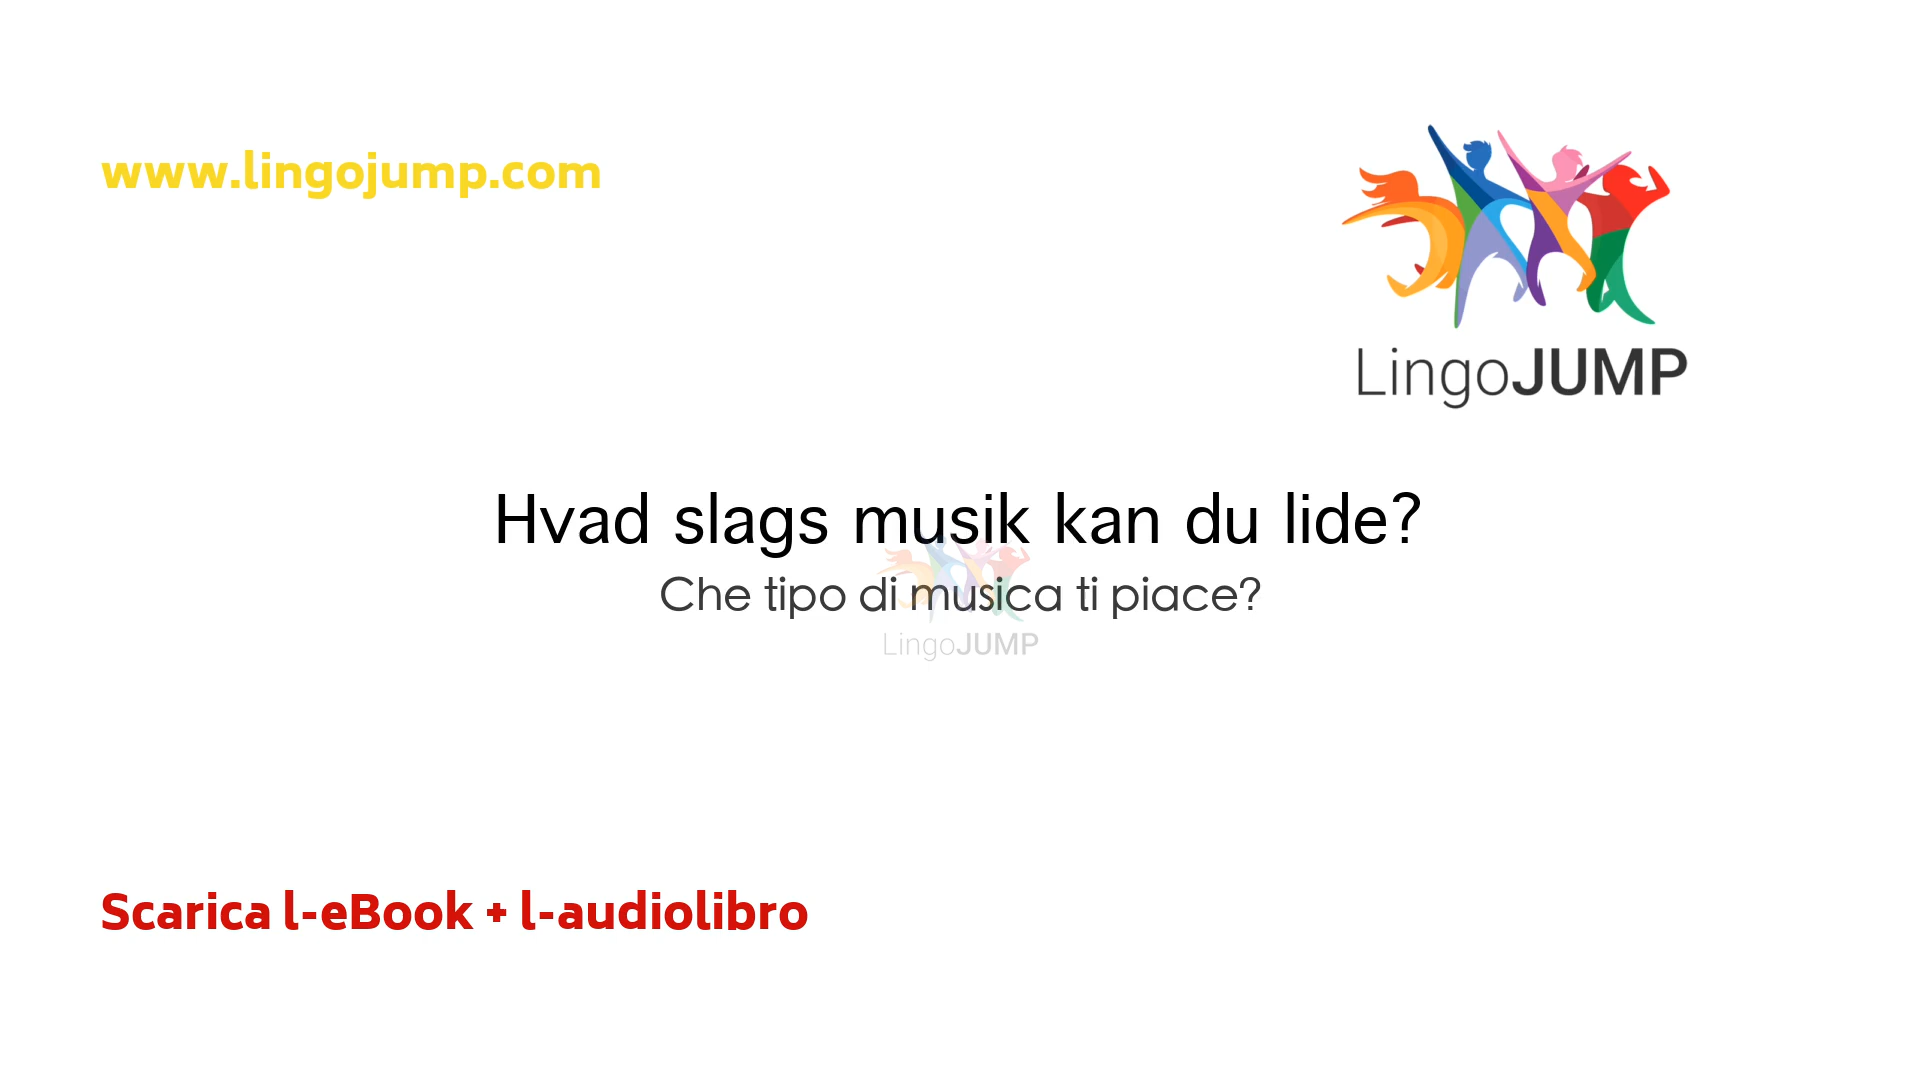 www.lingojump.com
LingoJUMP
Hvad slags musik kan du lide?
Che tipo di musica ti piace?
LingoJUMP
Scarica l-eBook + l-audiolibro